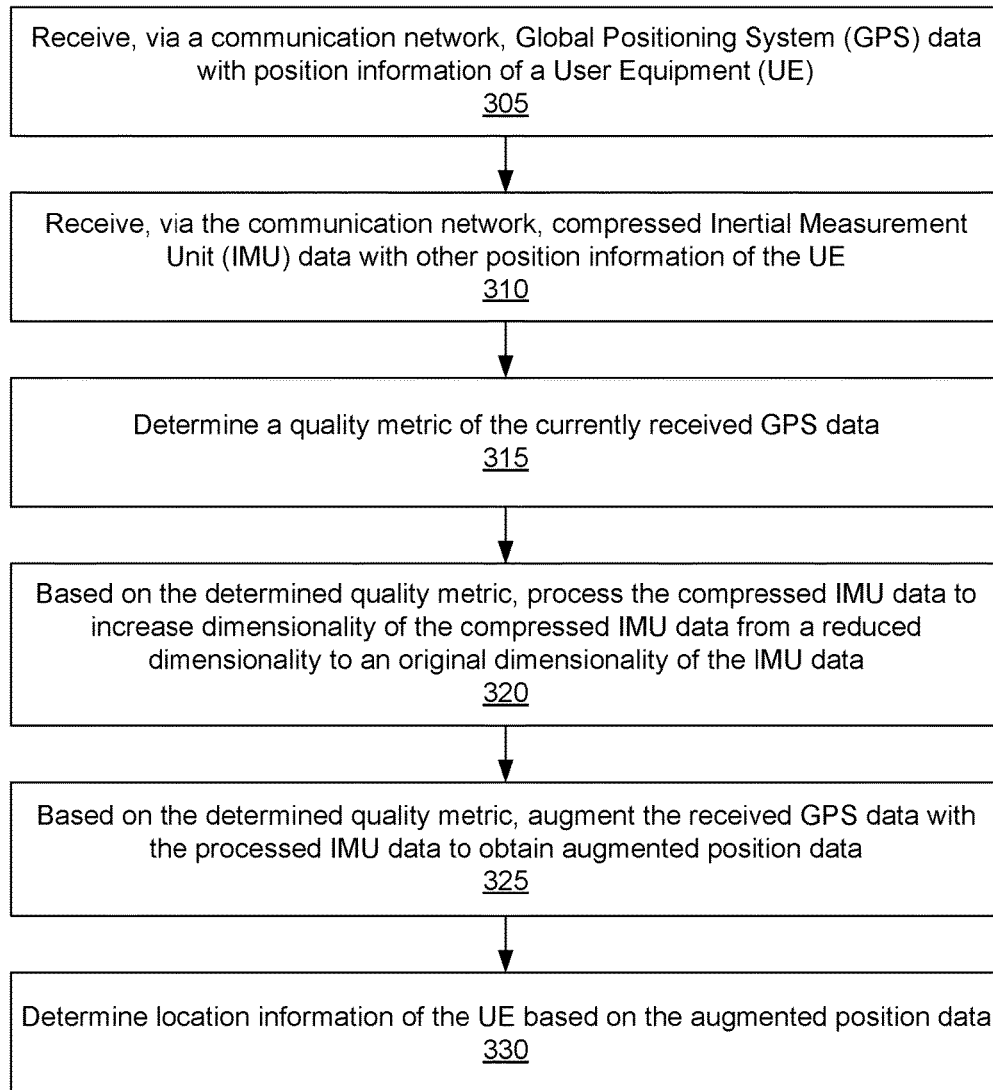 Receive, via a communication network, Global Positioning System (GPS) data
with position information of a User Equipment (UE)
305
Receive, via the communication network, compressed Inertial Measurement
Unit (IMU) data with other position information of the UE
310
Determine a quality metric of the currently received GPS data
315
Based on the determined quality metric, process the compressed IMU data to
increase dimensionality of the compressed IMU data from a reduced
dimensionality to an original dimensionality of the IMU data
320
Based on the determined quality metric, augment the received GPS data with
the processed IMU data to obtain augmented position data
325
Determine location information of the UE based on the augmented position data
330